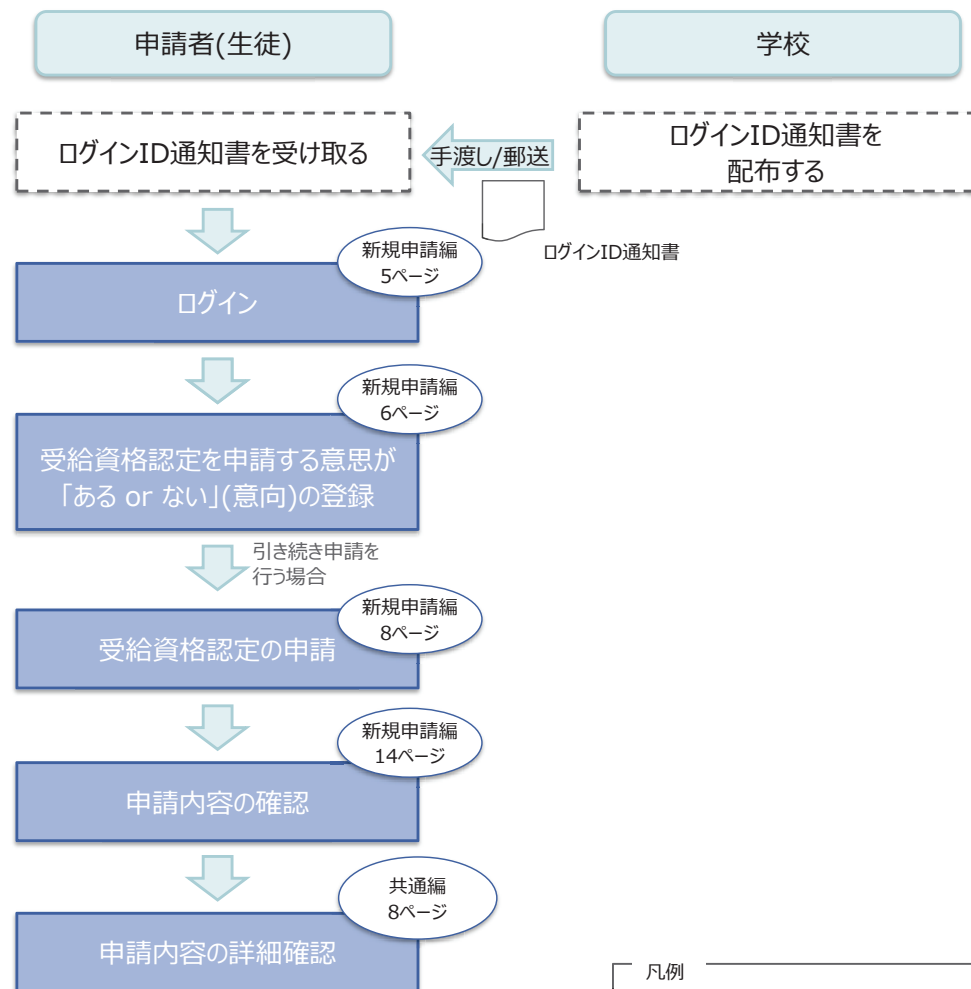 申請者(生徒)
学校
ログインID通知書を受け取る
手渡し/郵送
ログインID通知書を
配布する
ログインID通知書
新規申請編
5ページ
ログイン
新規申請編
6ページ
受給資格認定を申請する意思が
「ある or ない」(意向)の登録
引き続き申請を
行う場合
新規申請編
8ページ
受給資格認定の申請
新規申請編
14ページ
申請内容の確認
共通編
8ページ
申請内容の詳細確認
凡例